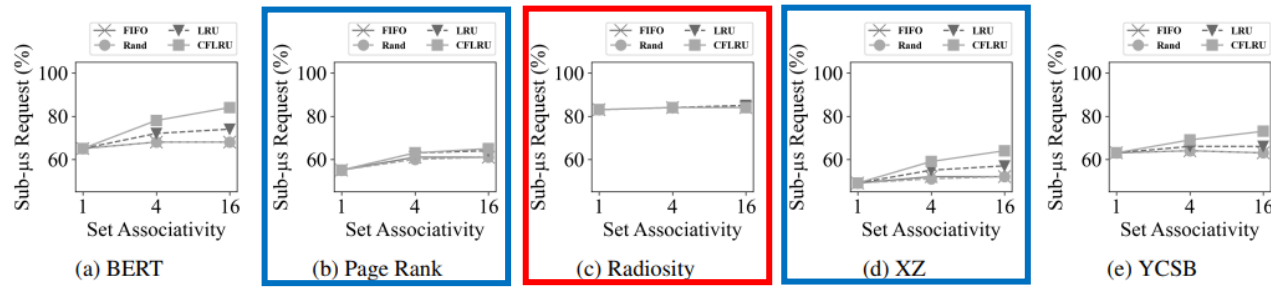 FIFO LRU
Rand CFLRU
Sub-μs Request (%)
100
80
60
1 4 16
Set Associativity
(a) BERT
FIFO LRU
Rand CFLRU
Sub-μs Request (%)
100
80
60
1 4 16
Set Associativity
(b) Page Rank
FIFO LRU
Rand CFLRU
Sub-μs Request (%)
100
80
60
1 4 16
Set Associativity
(c) Radiosity
FIFO LRU
Rand CFLRU
Sub-μs Request (%)
100
80
60
1 4 16
Set Associativity
(d) XZ
FIFO LRU
Rand CFLRU
Sub-μs Request (%)
100
80
60
1 4 16
Set Associativity
(e) YCSB